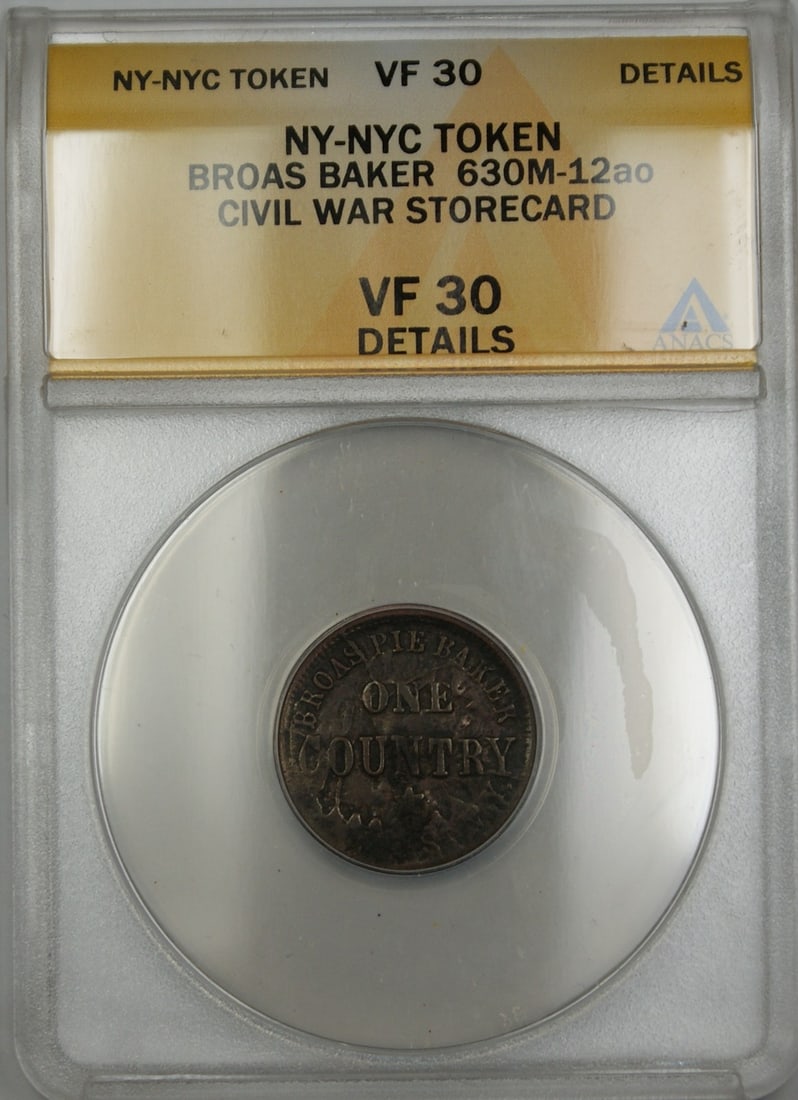 NY-NYC TOKEN VF 30 DETAILS
NY-NYC TOKEN
BROAS BAKER 630M-12ao
CIVIL WAR STORECARD
VF 30
DETAILS
ANACS
BROAS PIE BAKER
ONE
COUNTRY
N.Y.